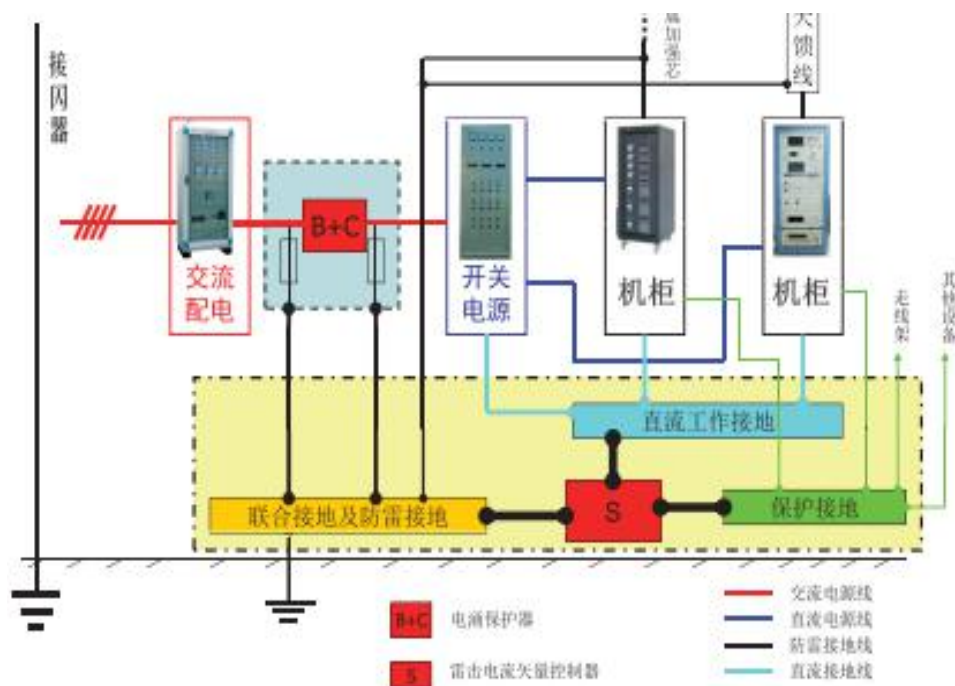 接闪器
加强芯
天馈线
B+C
交流
配电
开关
电源
机柜
机柜
走线架
其他设备
直流工作接地
联合接地及防雷接地
S
保护接地
B+C 电涌保护器
S 雷击电流矢量控制器
交流电源线
直流电源线
防雷接地线
直流接地线